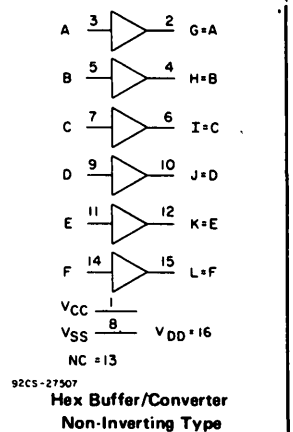 A 3 2 G=A
B 5 4 H=B
C 7 6 I=C
D 9 10 J=D
E 11 12 K=E
F 14 15 L=F
VCC 1
VSS 8 VDD=16
NC =13
92CS-27507
Hex Buffer/Converter
Non-Inverting Type